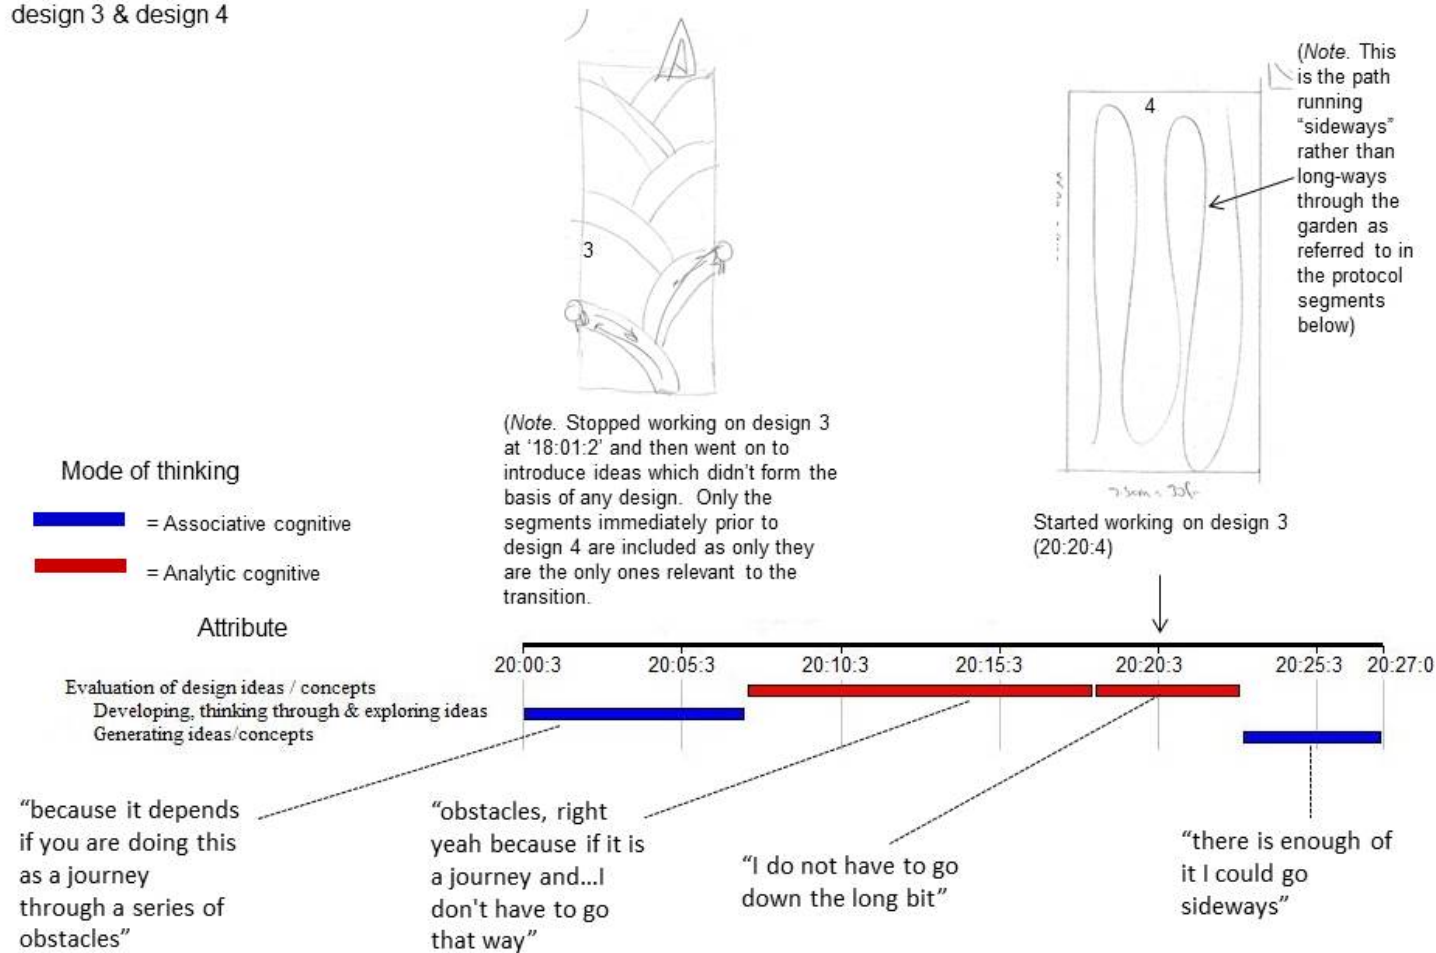 design 3 & design 4
3
4
(Note. This
is the path
running
“sideways”
rather than
long-ways
through the
garden as
referred to in
the protocol
segments
below)
(Note. Stopped working on design 3
at ‘18:01:2’ and then went on to
introduce ideas which didn’t form the
basis of any design. Only the
segments immediately prior to
design 4 are included as only they
are the only ones relevant to the
transition.
Started working on design 3
(20:20:4)
Mode of thinking
= Associative cognitive
= Analytic cognitive
Attribute
20:00:3 20:05:3 20:10:3 20:15:3 20:20:3 20:25:3 20:27:0
Evaluation of design ideas / concepts
Developing, thinking through & exploring ideas
Generating ideas/concepts
“because it depends
if you are doing this
as a journey
through a series of
obstacles”
“obstacles, right
yeah because if it is
a journey and...I
don't have to go
that way”
“I do not have to go
down the long bit”
“there is enough of
it I could go
sideways”